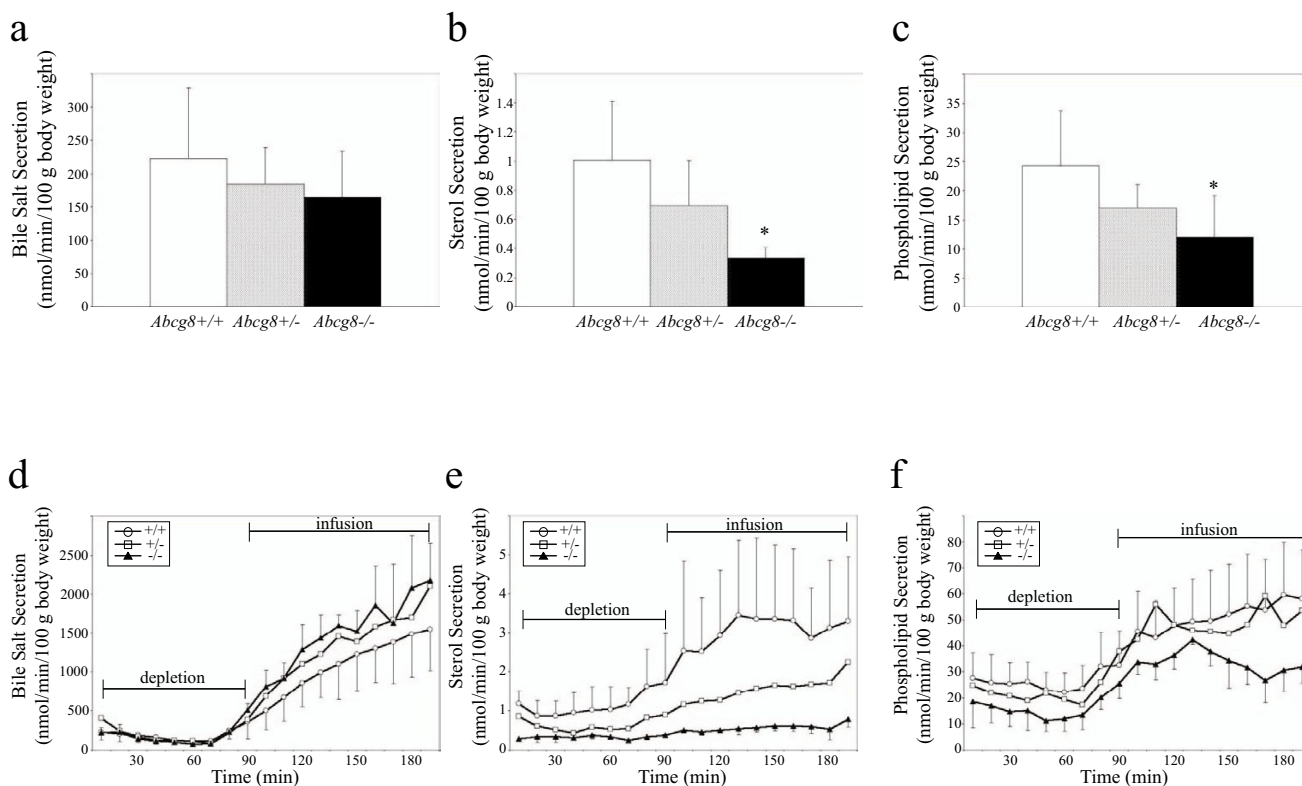 a
Bile Salt Secretion
(nmol/min/100 g body weight)
300
250
200
150
100
50
0
Abcg8+/+ Abcg8+/- Abcg8-/-
b
Sterol Secretion
(nmol/min/100 g body weight)
1.4
1.2
1
0.8
0.6
0.4
0.2
0
*
Abcg8+/+ Abcg8+/- Abcg8-/-
c
Phospholipid Secretion
(nmol/min/100 g body weight)
35
30
25
20
15
10
5
0
*
Abcg8+/+ Abcg8+/- Abcg8-/-
d
Bile Salt Secretion
(nmol/min/100 g body weight)
2500
2000
1500
1000
500
0
+/+
+/-
-/-
infusion
depletion
30 60 90 120 150 180
Time (min)
e
Sterol Secretion
(nmol/min/100 g body weight)
6
5
4
3
2
1
0
+/+
+/-
-/-
infusion
depletion
30 60 90 120 150 180
Time (min)
f
Phospholipid Secretion
(nmol/min/100 g body weight)
80
70
60
50
40
30
20
10
0
+/+
+/-
-/-
infusion
depletion
30 60 90 120 150 180
Time (min)